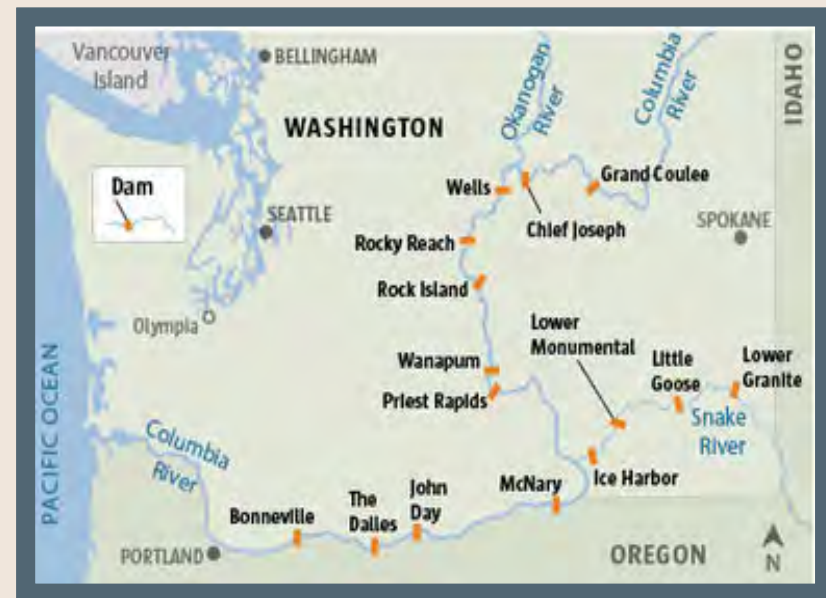 Vancouver
Island
BELLINGHAM
WASHINGTON
Okanogan
River
Columbia
River
IDAHO
Dam
Wells
Grand Coulee
Chief Joseph
SEATTLE
SPOKANE
Rocky Reach
Rock Island
Olympia
Lower
Monumental
Little
Goose
Lower
Granite
Wanapum
Priest Rapids
Snake
River
PACIFIC OCEAN
Columbia
River
Ice Harbor
McNary
John
Day
The
Dalles
Bonneville
PORTLAND
OREGON
N